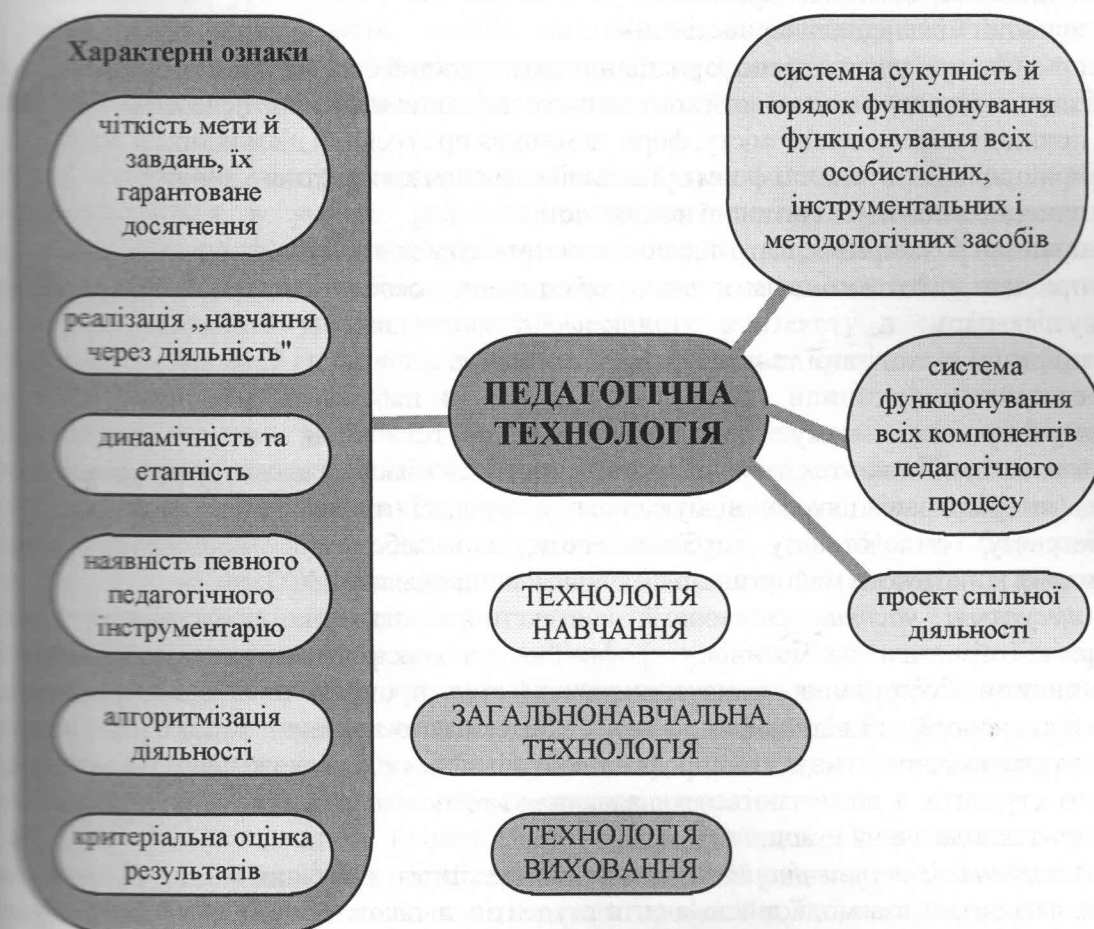 Характерні ознаки
чіткість мети й
завдань, їх
гарантоване
досягнення
реалізація ,,навчання
через діяльність"
динамічність та
етапність
наявність певного
педагогічного
інструментарію
алгоритмізація
діяльності
критеріальна оцінка
результатів
ПЕДАГОГІЧНА
ТЕХНОЛОГІЯ
ТЕХНОЛОГІЯ
НАВЧАННЯ
ЗАГАЛЬНОНАВЧАЛЬНА
ТЕХНОЛОГІЯ
ТЕХНОЛОГІЯ
ВИХОВАННЯ
системна сукупність й
порядок функціонування
функціонування всіх
особистісних,
інструментальних і
методологічних засобів
система
функціонування
всіх компонентів
педагогічного
процесу
проект спільної
діяльності